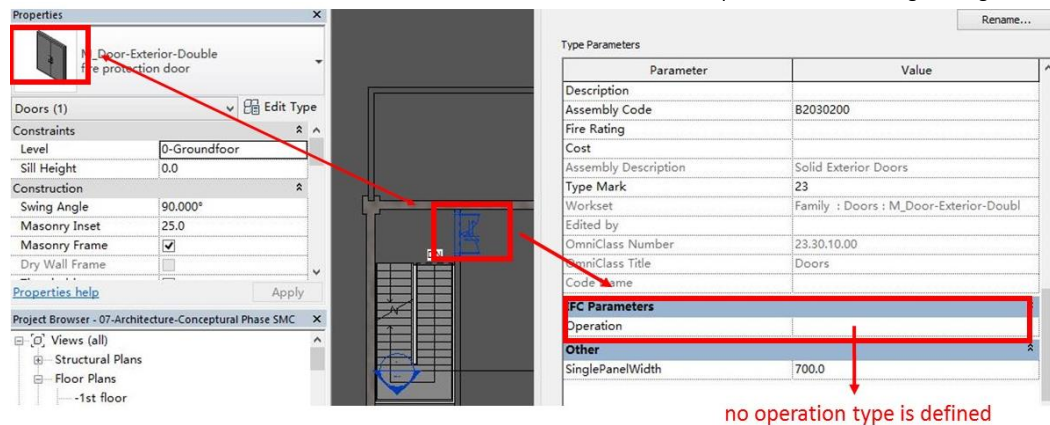 Properties
M_Door-Exterior-Double
fire protection door
Doors (1)
Edit Type
Constraints
Level 0-Groundfoor
Sill Height 0.0
Construction
Swing Angle 90.000°
Masonry Inset 25.0
Masonry Frame
Dry Wall Frame
Properties help
Apply
Project Browser - 07-Architecture-Conceptural Phase SMC
Views (all)
Structural Plans
Floor Plans
-1st floor
Rename...
Type Parameters
Parameter Value
Description
Assembly Code B2030200
Fire Rating
Cost
Assembly Description Solid Exterior Doors
Type Mark 23
Workset Family : Doors : M_Door-Exterior-Doubl
Edited by
OmniClass Number 23.30.10.00
OmniClass Title Doors
Code Name
IFC Parameters
Operation
Other
SinglePanelWidth 700.0
no operation type is defined